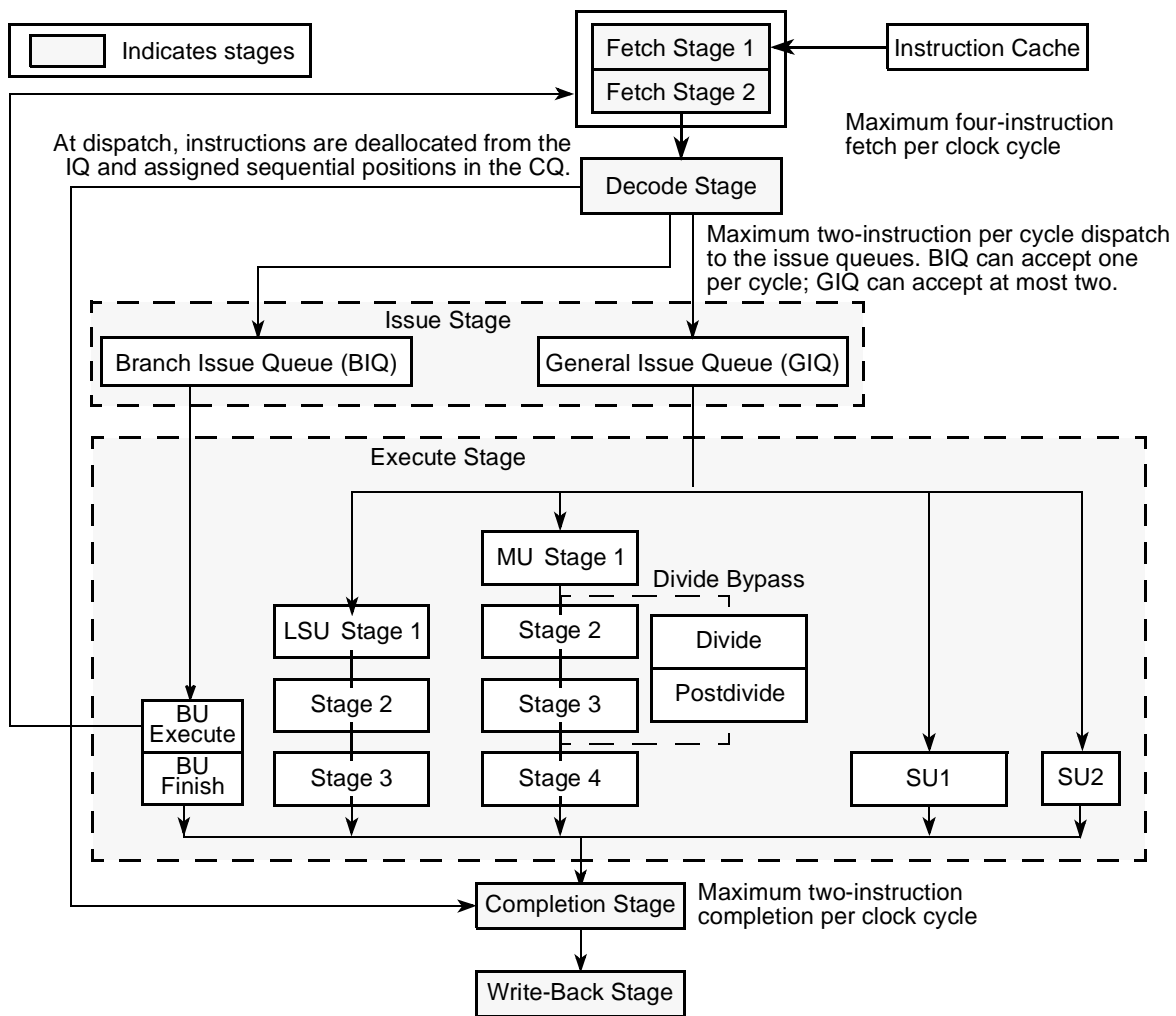 Indicates stages
Fetch Stage 1
Instruction Cache
Fetch Stage 2
Maximum four-instruction
fetch per clock cycle
At dispatch, instructions are deallocated from the
IQ and assigned sequential positions in the CQ.
Decode Stage
Maximum two-instruction per cycle dispatch
to the issue queues. BIQ can accept one
per cycle; GIQ can accept at most two.
Issue Stage
Branch Issue Queue (BIQ)
General Issue Queue (GIQ)
Execute Stage
MU Stage 1
Divide Bypass
LSU Stage 1
Stage 2
Divide
Postdivide
Stage 2
Stage 3
BU
Execute
BU
Finish
Stage 3
Stage 4
SU1
SU2
Completion Stage
Maximum two-instruction
completion per clock cycle
Write-Back Stage